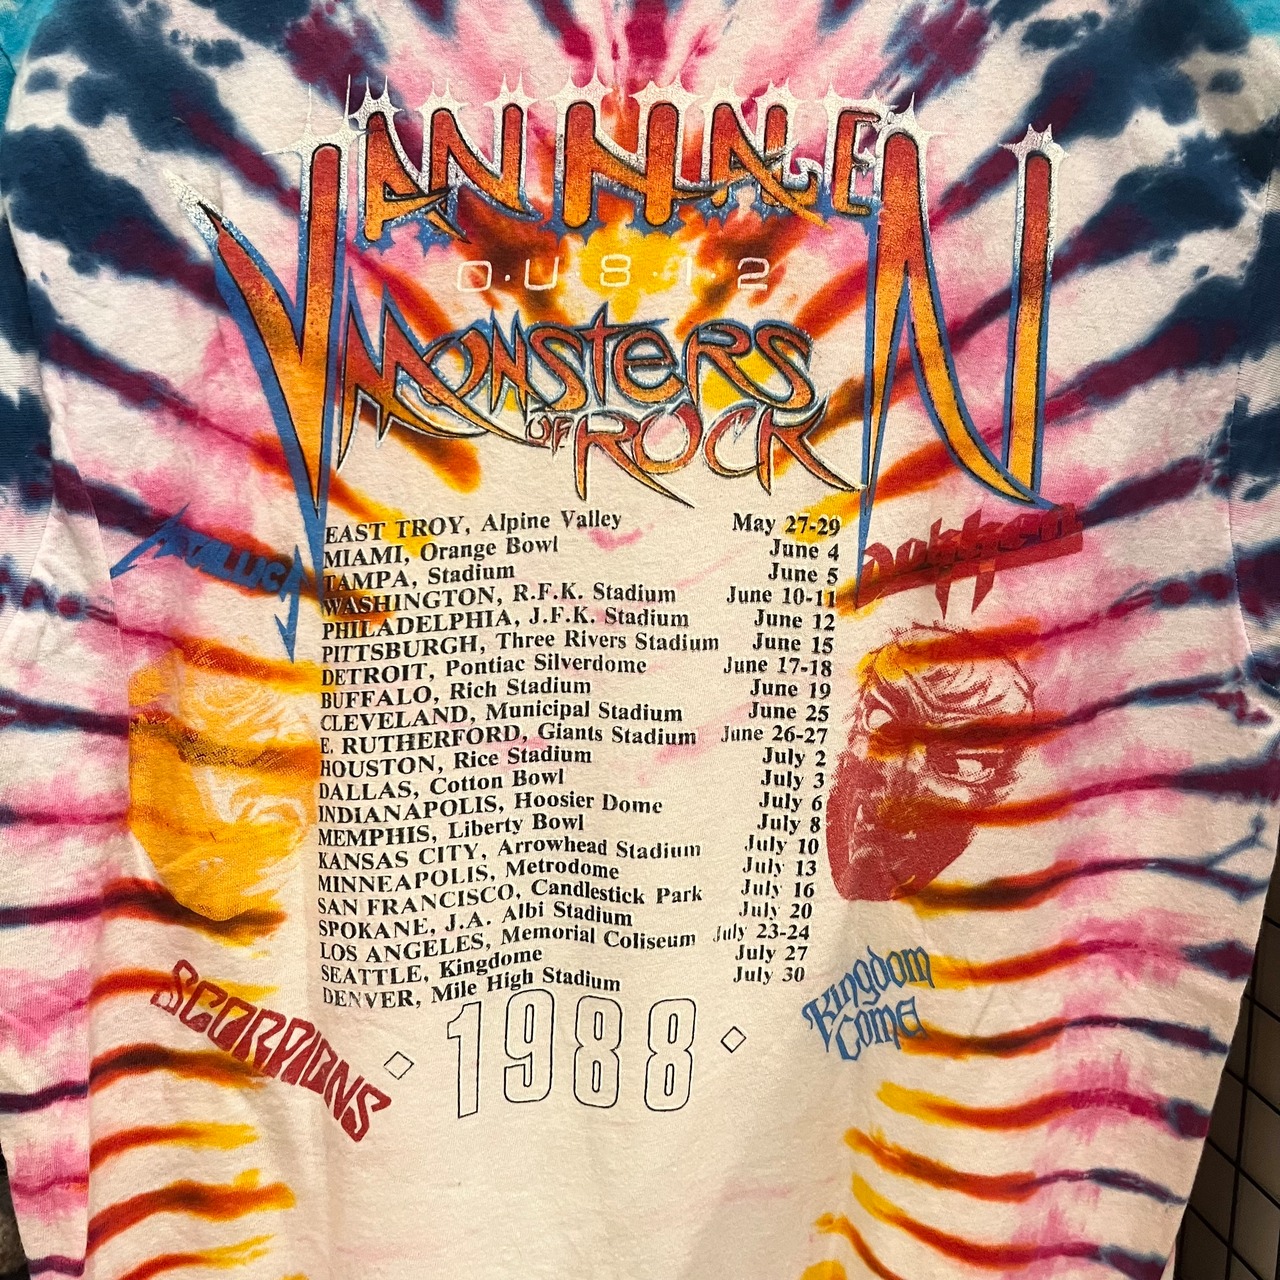 VAN HALEN
O·U 8·1 2
MONSTERS
OF ROCK
METALLICA
Dokken
EAST TROY, Alpine Valley May 27-29
MIAMI, Orange Bowl June 4
TAMPA, Stadium June 5
WASHINGTON, R.F.K. Stadium June 10-11
PHILADELPHIA, J.F.K. Stadium June 12
PITTSBURGH, Three Rivers Stadium June 15
DETROIT, Pontiac Silverdome June 17-18
BUFFALO, Rich Stadium June 19
CLEVELAND, Municipal Stadium June 25
E. RUTHERFORD, Giants Stadium June 26-27
HOUSTON, Rice Stadium July 2
DALLAS, Cotton Bowl July 3
INDIANAPOLIS, Hoosier Dome July 6
MEMPHIS, Liberty Bowl July 8
KANSAS CITY, Arrowhead Stadium July 10
MINNEAPOLIS, Metrodome July 13
SAN FRANCISCO, Candlestick Park July 16
SPOKANE, J.A. Albi Stadium July 20
LOS ANGELES, Memorial Coliseum July 23-24
SEATTLE, Kingdome July 27
DENVER, Mile High Stadium July 30
SCORPIONS
Kingdom
Come
1988